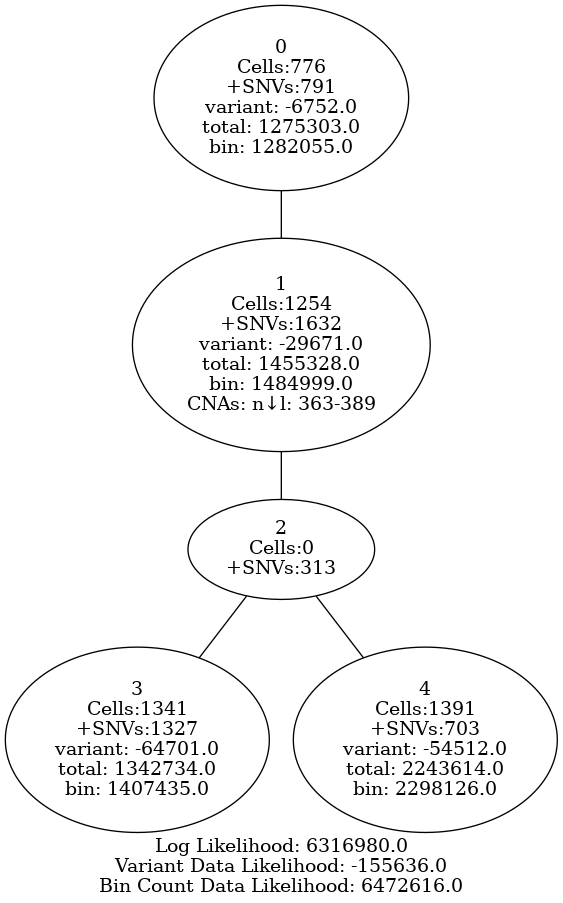 0
Cells:776
+SNVs:791
variant: -6752.0
total: 1275303.0
bin: 1282055.0
1
Cells:1254
+SNVs:1632
variant: -29671.0
total: 1455328.0
bin: 1484999.0
CNAs: n↓l: 363-389
2
Cells:0
+SNVs:313
3
Cells:1341
+SNVs:1327
variant: -64701.0
total: 1342734.0
bin: 1407435.0
4
Cells:1391
+SNVs:703
variant: -54512.0
total: 2243614.0
bin: 2298126.0
Log Likelihood: 6316980.0
Variant Data Likelihood: -155636.0
Bin Count Data Likelihood: 6472616.0